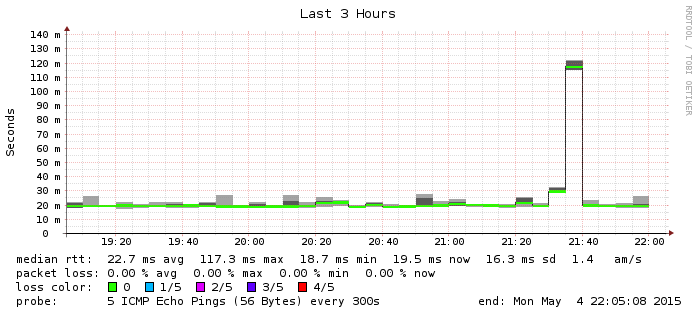 Last 3 Hours
RRDTOOL / TOBI OETIKER
Seconds
140 m
130 m
120 m
110 m
100 m
90 m
80 m
70 m
60 m
50 m
40 m
30 m
20 m
10 m
0
19:20 19:40 20:00 20:20 20:40 21:00 21:20 21:40 22:00
median rtt: 22.7 ms avg 117.3 ms max 18.7 ms min 19.5 ms now 16.3 ms sd 1.4 am/s
packet loss: 0.00 % avg 0.00 % max 0.00 % min 0.00 % now
loss color: 0 1/5 2/5 3/5 4/5
probe: 5 ICMP Echo Pings (56 Bytes) every 300s end: Mon May 4 22:05:08 2015